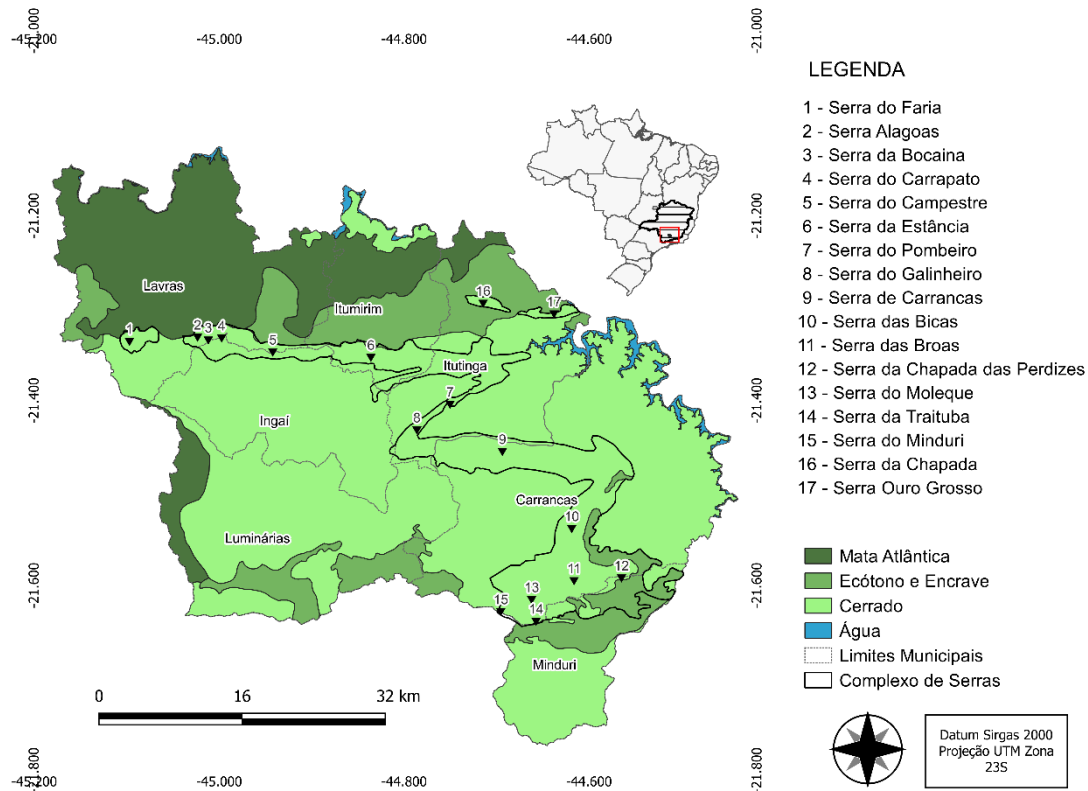 -45.200
-45.000
-44.800
-44.600
-21.000
-21.200
-21.400
-21.600
-21.800
-45.200
-45.000
-44.800
-44.600
-21.000
-21.200
-21.400
-21.600
-21.800
LEGENDA
1 - Serra do Faria
2 - Serra Alagoas
3 - Serra da Bocaina
4 - Serra do Carrapato
5 - Serra do Campestre
6 - Serra da Estância
7 - Serra do Pombeiro
8 - Serra do Galinheiro
9 - Serra de Carrancas
10 - Serra das Bicas
11 - Serra das Broas
12 - Serra da Chapada das Perdizes
13 - Serra do Moleque
14 - Serra da Traituba
15 - Serra do Minduri
16 - Serra da Chapada
17 - Serra Ouro Grosso
Lavras
Itumirim
16
17
1
2
3
4
5
6
Itutinga
7
Ingaí
8
9
Carrancas
10
Luminárias
11
12
13
14
15
Minduri
0
16
32 km
Mata Atlântica
Ecótono e Encrave
Cerrado
Água
Limites Municipais
Complexo de Serras
Datum Sirgas 2000
Projeção UTM Zona
23S